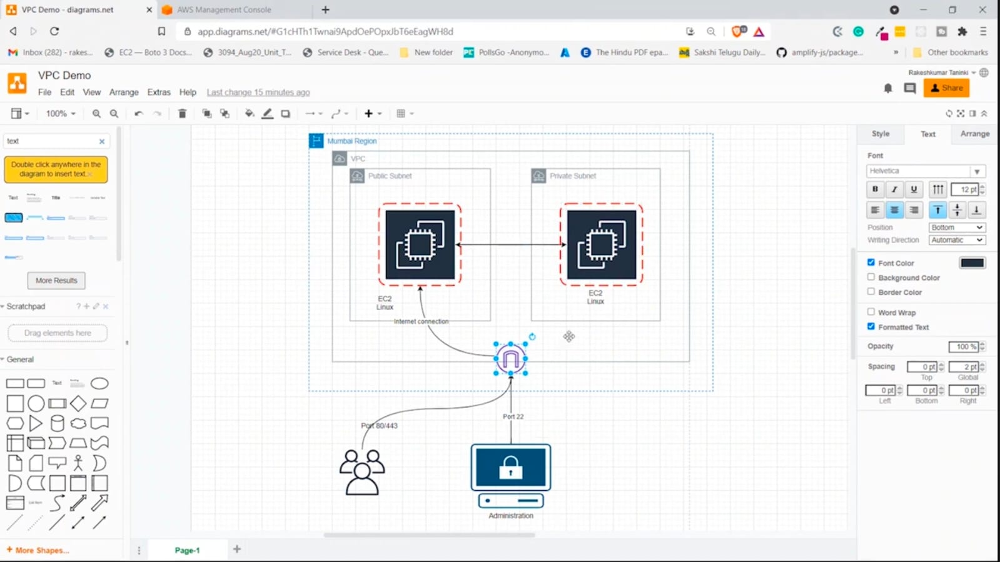 VPC Demo - diagrams.net
AWS Management Console
app.diagrams.net/#G1cHTh1Twnai9ApdOePOpxJbT6eEagWH8d
Inbox (282) - rakes...
EC2 — Boto 3 Docs...
3094_Aug20_Unit_T...
Service Desk - Que...
New folder
PollsGo -Anonymo...
The Hindu PDF epa...
Sakshi Telugu Daily...
amplify-js/package...
»
Other bookmarks
VPC Demo
Rakeshkumar Taninki
File Edit View Arrange Extras Help Last change 15 minutes ago
Share
100%
text
Double click anywhere in the
diagram to insert text.
Text
Title
More Results
Scratchpad
Drag elements here
General
Text
List Item
+ More Shapes...
Mumbai Region
VPC
Public Subnet
Private Subnet
EC2
Linux
EC2
Linux
Internet connection
Port 22
Port 80/443
Administration
Page-1
Style Text Arrange
Font
Helvetica
B I U 12 pt
Position Bottom
Writing Direction Automatic
Font Color
Background Color
Border Color
Word Wrap
Formatted Text
Opacity 100 %
Spacing 0 pt 2 pt
Top Global
0 pt 0 pt 0 pt
Left Bottom Right